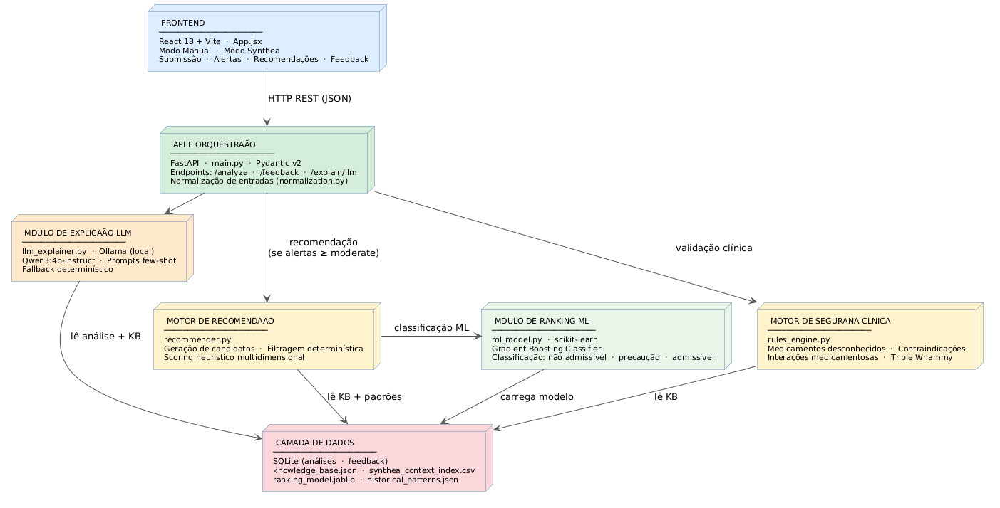 FRONTEND
React 18 + Vite · App.jsx
Modo Manual · Modo Synthea
Submissão · Alertas · Recomendações · Feedback
HTTP REST (JSON)
API E ORQUESTRAÃO
FastAPI · main.py · Pydantic v2
Endpoints: /analyze · /feedback · /explain/llm
Normalização de entradas (normalization.py)
MDULO DE EXPLICAÃO LLM
llm_explainer.py · Ollama (local)
Qwen3:4b-instruct · Prompts few-shot
Fallback determinístico
recomendação
(se alertas ≥ moderate)
validação clínica
lê análise + KB
MOTOR DE RECOMENDAÃO
recommender.py
Geração de candidatos · Filtragem determinística
Scoring heurístico multidimensional
classificação ML
MDULO DE RANKING ML
ml_model.py · scikit-learn
Gradient Boosting Classifier
Classificação: não admissível · precaução · admissível
MOTOR DE SEGURANA CLNICA
rules_engine.py
Medicamentos desconhecidos · Contraindicações
Interações medicamentosas · Triple Whammy
lê KB + padrões
carrega modelo
lê KB
CAMADA DE DADOS
SQLite (análises · feedback)
knowledge_base.json · synthea_context_index.csv
ranking_model.joblib · historical_patterns.json